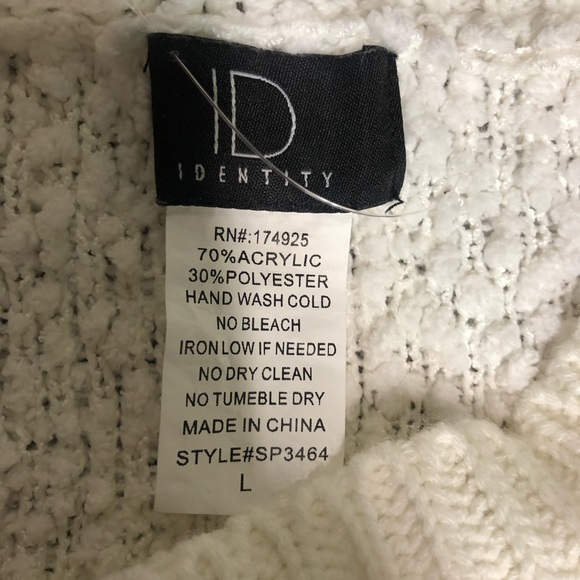 ID
IDENTITY
RN#:174925
70%ACRYLIC
30%POLYESTER
HAND WASH COLD
NO BLEACH
IRON LOW IF NEEDED
NO DRY CLEAN
NO TUMEBLE DRY
MADE IN CHINA
STYLE#SP3464
L